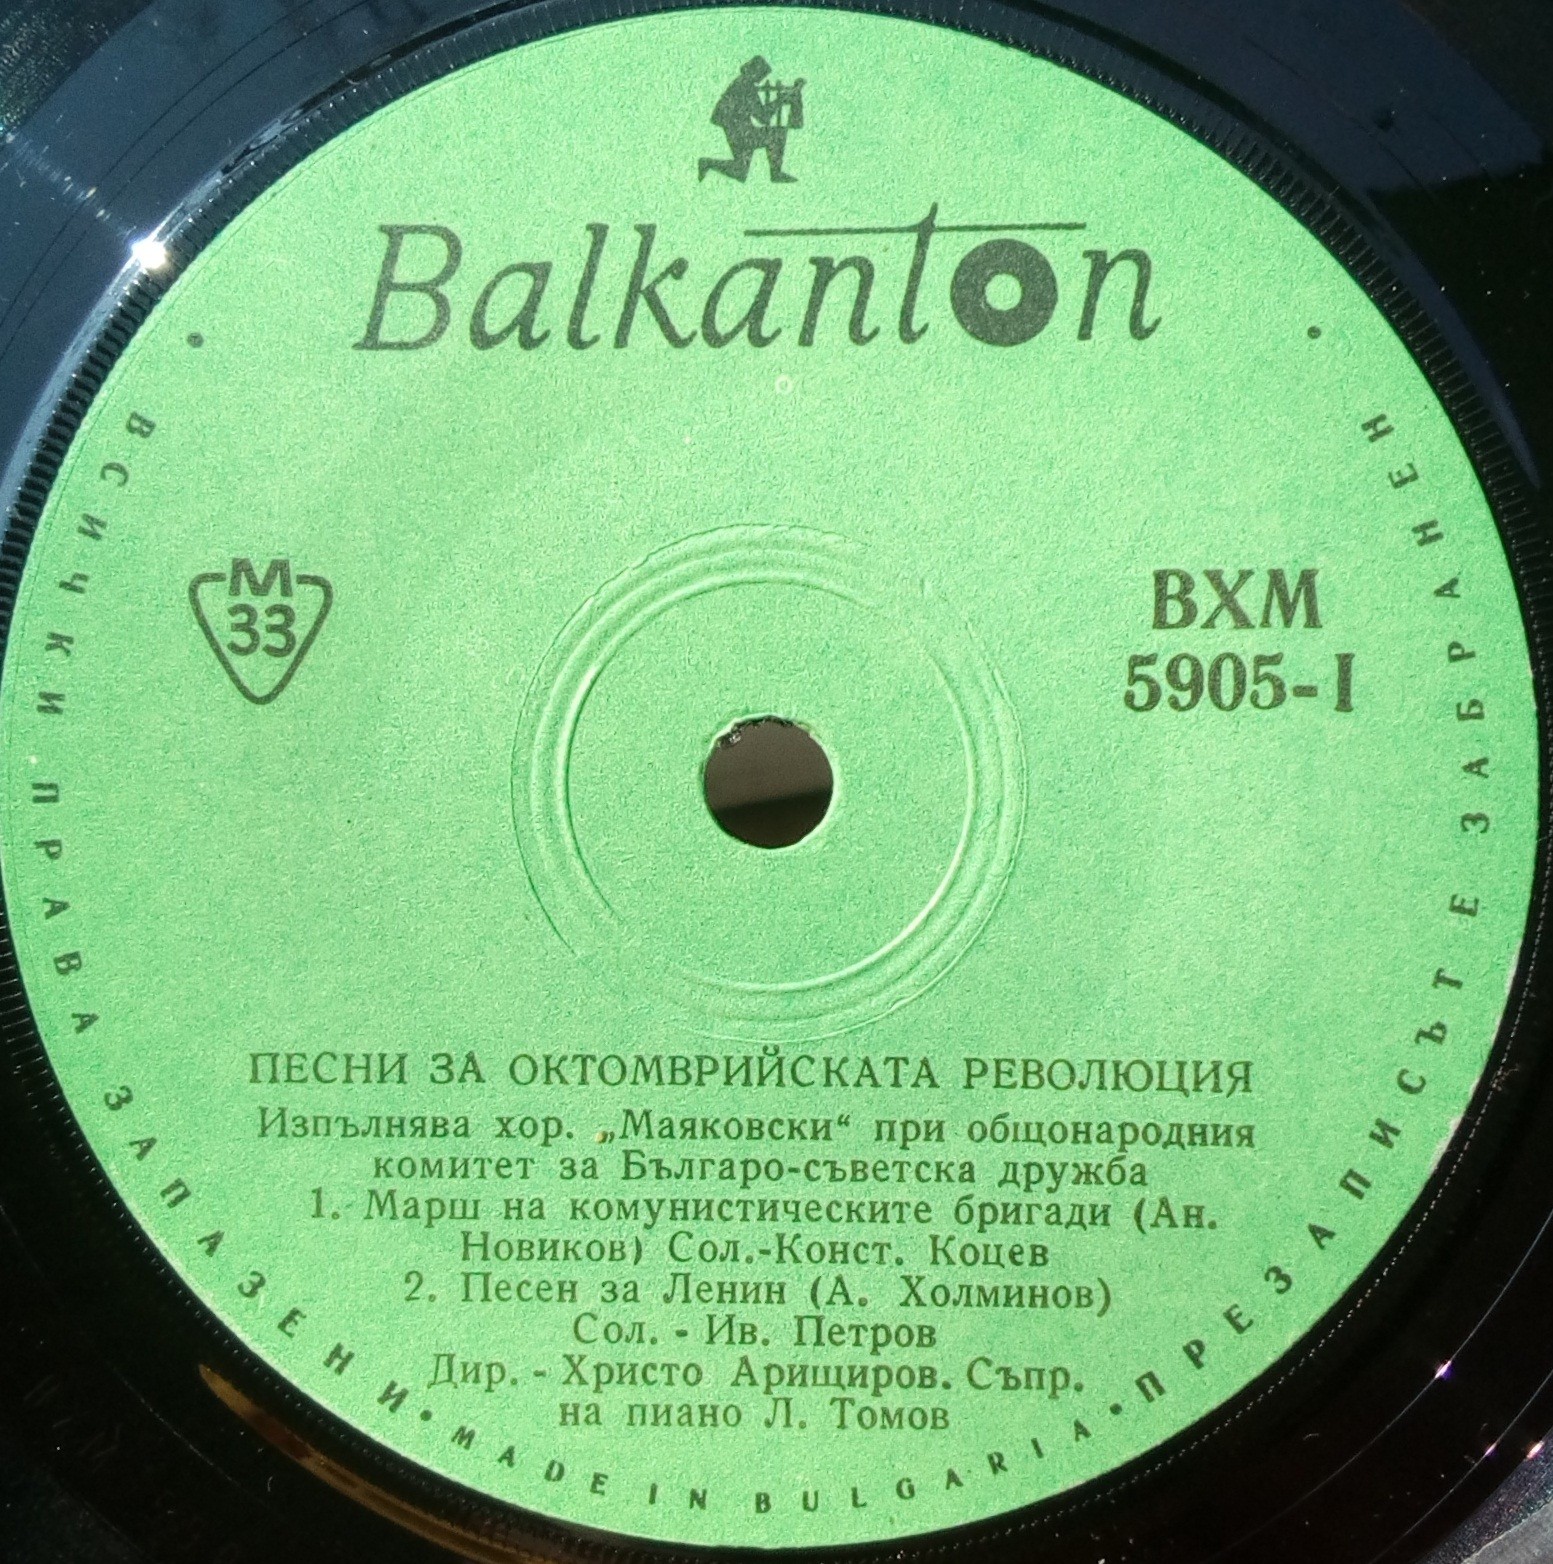 Balkanton
М
33
ВХМ
5905-I
ПЕСНИ ЗА ОКТОМВРИЙСКАТА РЕВОЛЮЦИЯ
Изпълнява хор. „Маяковски“ при общонародния
комитет за Българо-съветска дружба
1. Марш на комунистическите бригади (Ан.
Новиков) Сол.-Конст. Коцев
2. Песен за Ленин (А. Холминов)
Сол. - Ив. Петров
Дир. - Христо Арищиров. Съпр.
на пиано Л. Томов
• ВСИЧКИ ПРАВА ЗАПАЗЕНИ • MADE IN BULGARIA • ПРЕЗАПИСЪТ Е ЗАБРАНЕН •